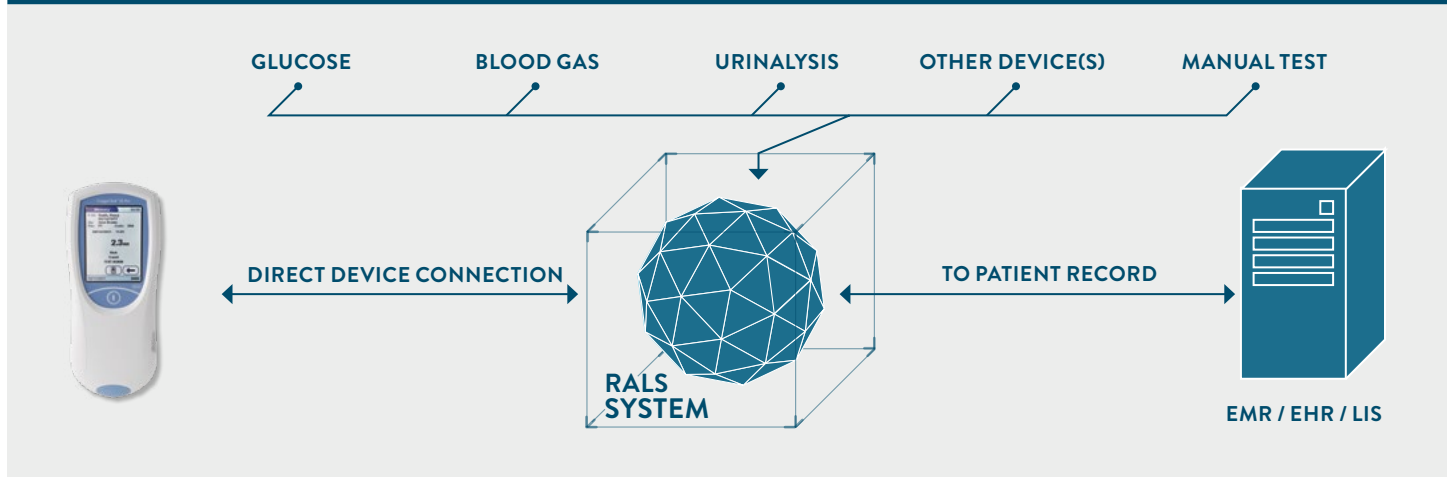 GLUCOSE
BLOOD GAS
URINALYSIS
OTHER DEVICE(S)
MANUAL TEST
DIRECT DEVICE CONNECTION
TO PATIENT RECORD
2.3
RALS
SYSTEM
EMR / EHR / LIS